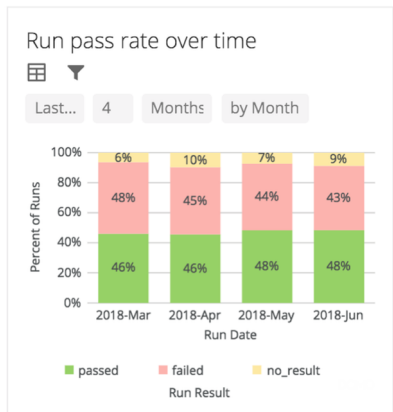 Run pass rate over time
Last... 4 Months by Month
100%
80%
60%
40%
20%
0%
Percent of Runs
6% 10% 7% 9%
48% 45% 44% 43%
46% 46% 48% 48%
2018-Mar 2018-Apr 2018-May 2018-Jun
Run Date
passed failed no_result
Run Result